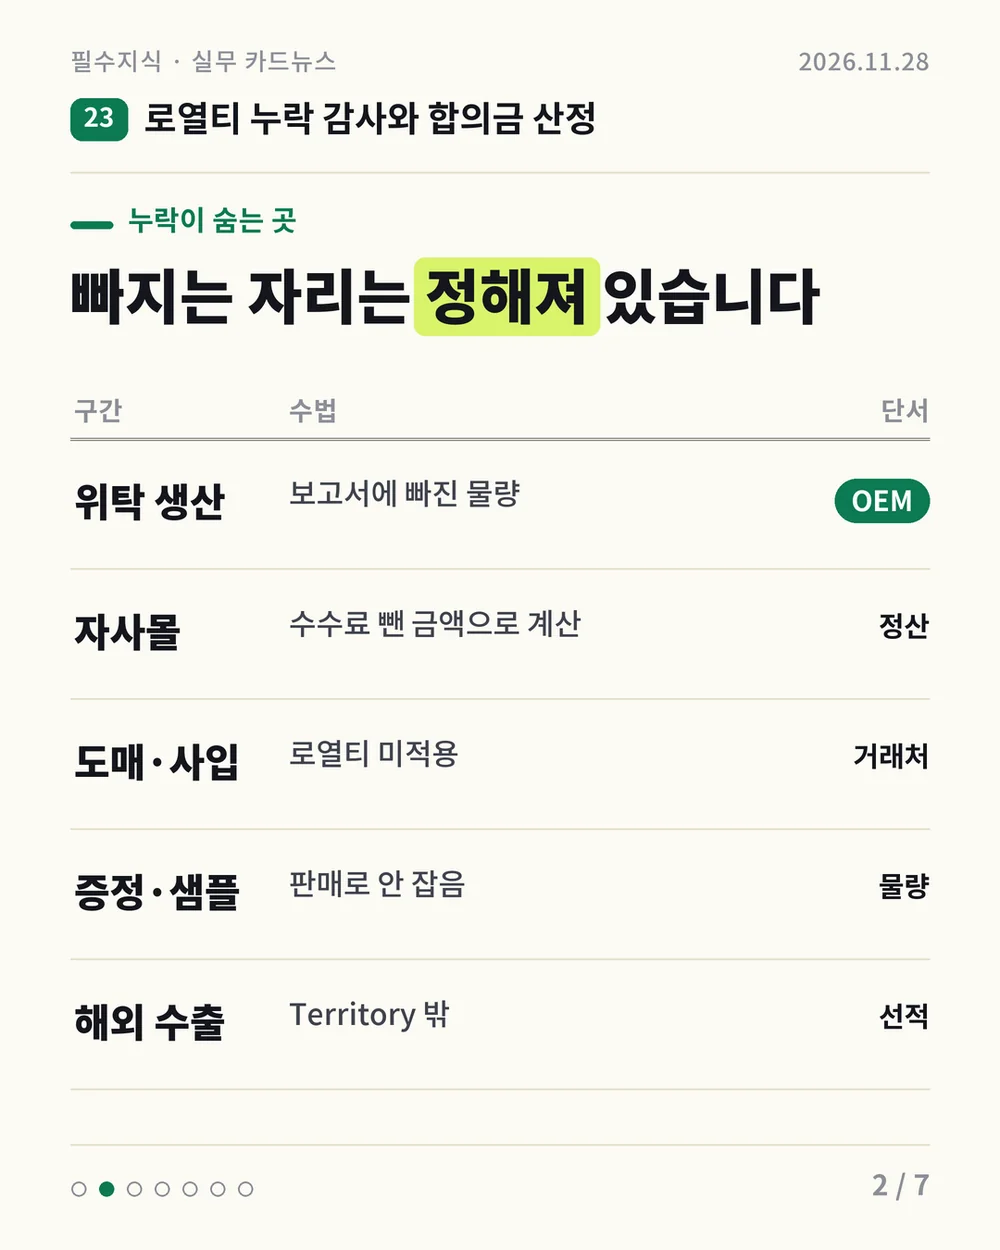 필수지식 · 실무 카드뉴스 2026.11.28
23 로열티 누락 감사와 합의금 산정
누락이 숨는 곳
빠지는 자리는 정해져 있습니다
구간 수법 단서
위탁 생산 보고서에 빠진 물량 OEM
자사몰 수수료 뺀 금액으로 계산 정산
도매·사입 로열티 미적용 거래처
증정·샘플 판매로 안 잡음 물량
해외 수출 Territory 밖 선적
2 / 7